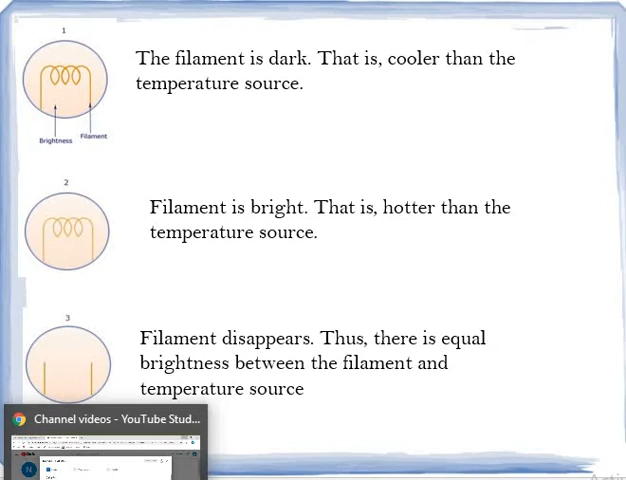 1
The filament is dark. That is, cooler than the
temperature source.
Brightness
Filament
2
Filament is bright. That is, hotter than the
temperature source.
3
Filament disappears. Thus, there is equal
brightness between the filament and
temperature source
Channel videos - YouTube Stud...
N